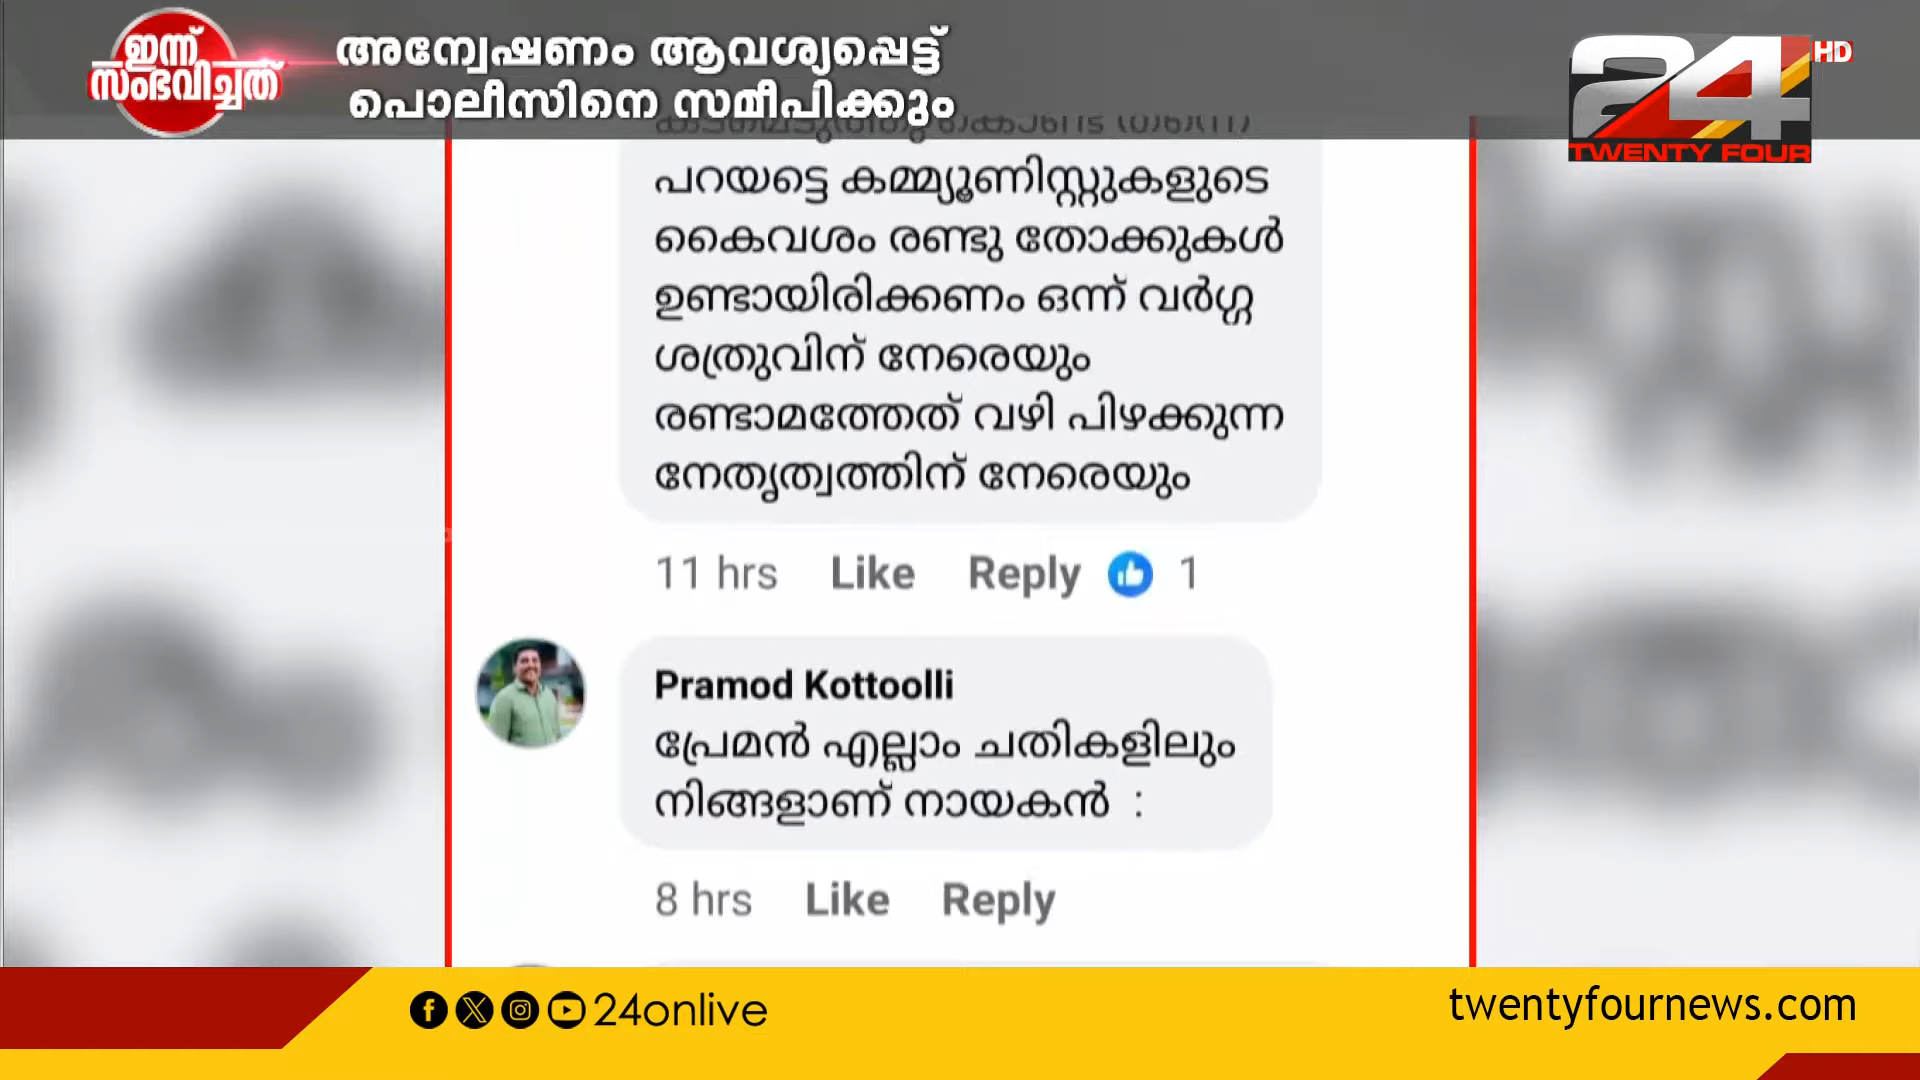 ഇന്ന്
സംഭവിച്ചത്
അന്വേഷണം ആവശ്യപ്പെട്ട്
പൊലീസിനെ സമീപിക്കും
24 HD
TWENTY FOUR
പറയട്ടെ കമ്മ്യൂണിസ്റ്റുകളുടെ
കൈവശം രണ്ടു തോക്കുകൾ
ഉണ്ടായിരിക്കണം ഒന്ന് വർഗ്ഗ
ശത്രുവിന് നേരെയും
രണ്ടാമത്തേത് വഴി പിഴക്കുന്ന
നേതൃത്വത്തിന് നേരെയും
11 hrs Like Reply 1
Pramod Kottoolli
പ്രേമൻ എല്ലാം ചതികളിലും
നിങ്ങളാണ് നായകൻ :
8 hrs Like Reply
24onlive
twentyfournews.com